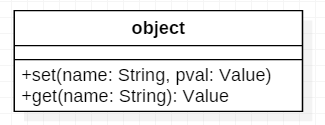 object
+set(name: String, pval: Value)
+get(name: String): Value